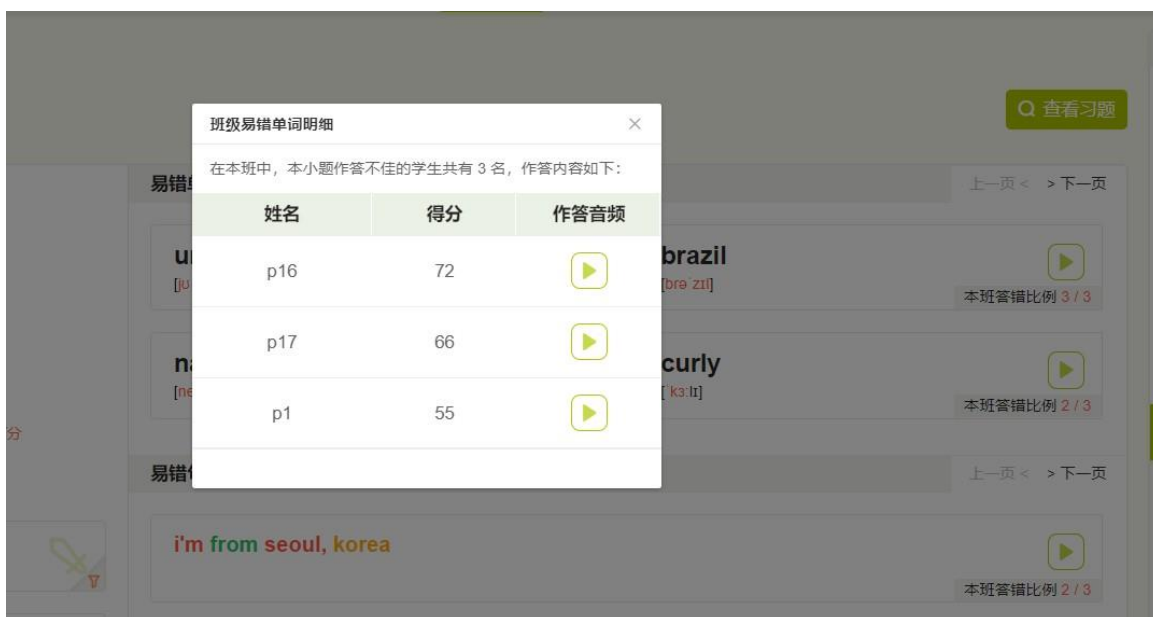 查看习题
班级易错单词明细
在本班中，本小题作答不佳的学生共有 3 名，作答内容如下：
姓名 得分 作答音频
p16 72
p17 66
p1 55
易错
上一页 < > 下一页
brazil
[brəˈzɪl]
本班答错比例 3 / 3
curly
[ˈkɜːlɪ]
本班答错比例 2 / 3
分
易错
上一页 < > 下一页
i'm from seoul, korea
本班答错比例 2 / 3